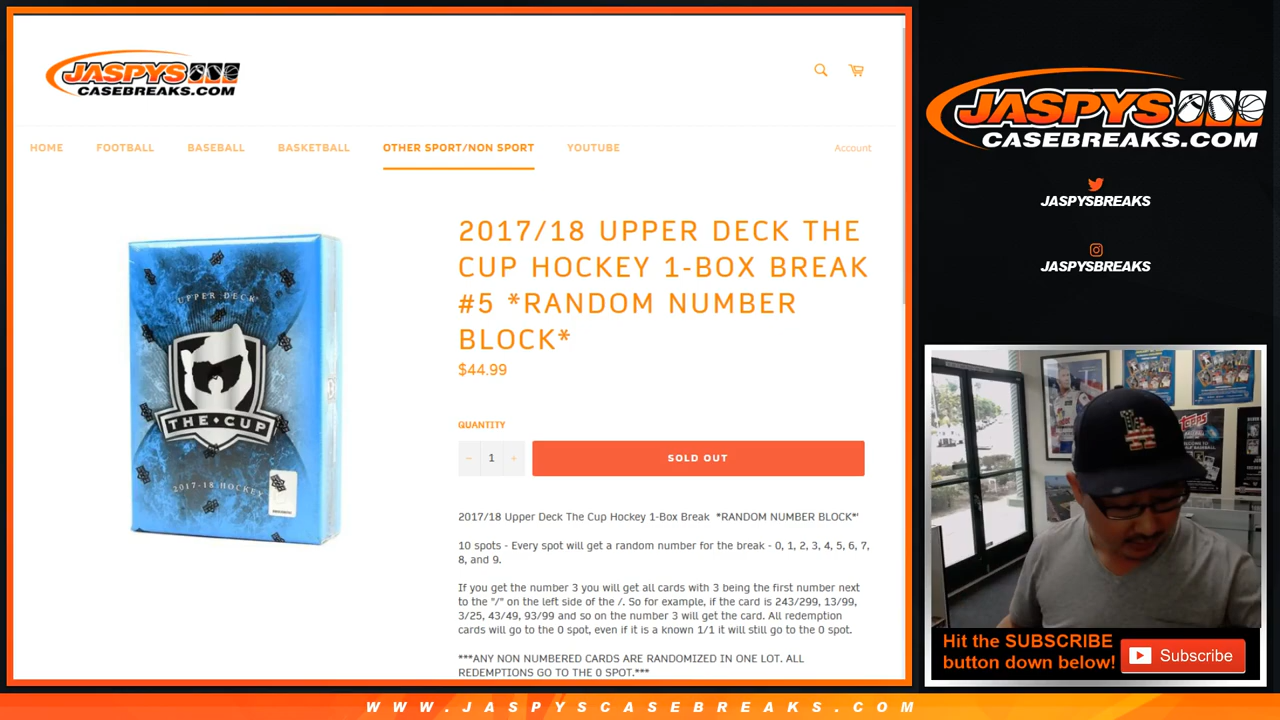 JASPYS
CASEBREAKS.COM
HOME FOOTBALL BASEBALL BASKETBALL OTHER SPORT/NON SPORT YOUTUBE Account
UPPER DECK
THE CUP
2017-18 HOCKEY
2017/18 UPPER DECK THE
CUP HOCKEY 1-BOX BREAK
#5 *RANDOM NUMBER
BLOCK*
$44.99
QUANTITY
− 1 +
SOLD OUT
2017/18 Upper Deck The Cup Hockey 1-Box Break *RANDOM NUMBER BLOCK*'
10 spots - Every spot will get a random number for the break - 0, 1, 2, 3, 4, 5, 6, 7,
8, and 9.
If you get the number 3 you will get all cards with 3 being the first number next
to the "/" on the left side of the /. So for example, if the card is 243/299, 13/99,
3/25, 43/49, 93/99 and so on the number 3 will get the card. All redemption
cards will go to the 0 spot, even if it is a known 1/1 it will still go to the 0 spot.
***ANY NON NUMBERED CARDS ARE RANDOMIZED IN ONE LOT. ALL
REDEMPTIONS GO TO THE 0 SPOT.***
JASPYS
CASEBREAKS.COM
JASPYSBREAKS
JASPYSBREAKS
topps
LA
Hit the SUBSCRIBE
button down below!
Subscribe
WWW.JASPYSCASEBREAKS.COM